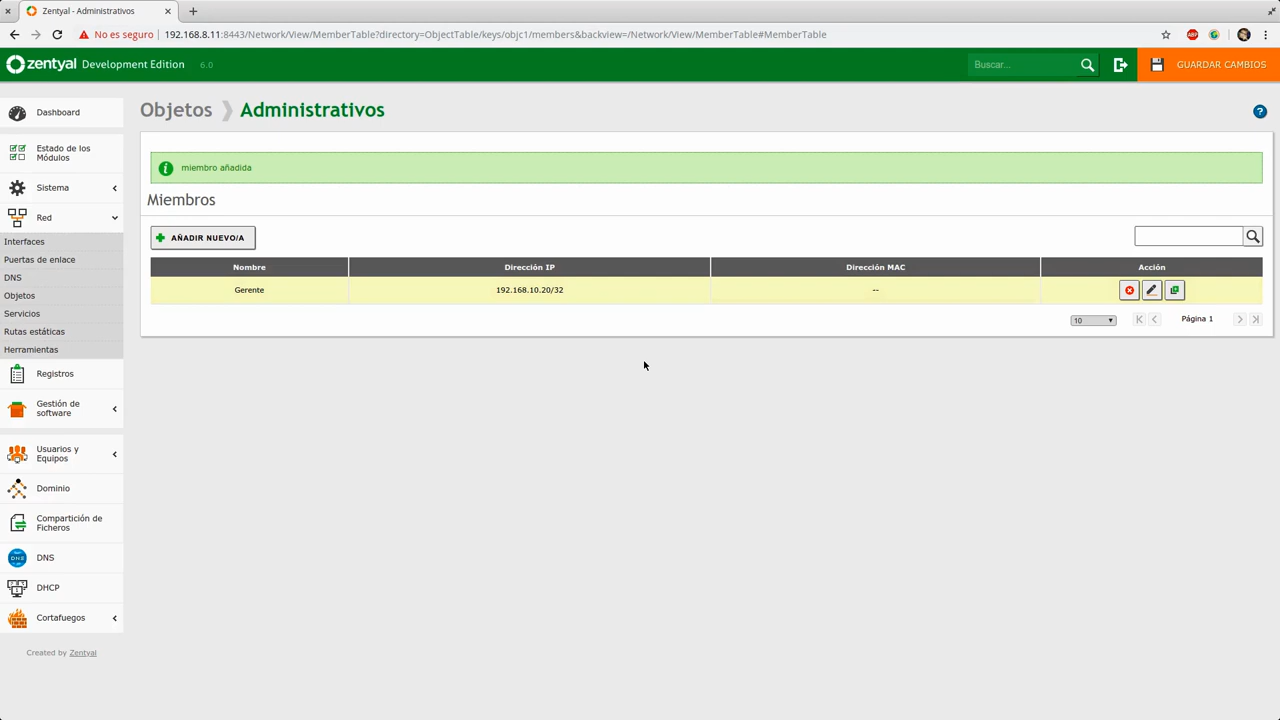 Zentyal - Administrativos
No es seguro 192.168.8.11:8443/Network/View/MemberTable?directory=ObjectTable/keys/objc1/members&backview=/Network/View/MemberTable#MemberTable
ABP
zentyal Development Edition 6.0
Buscar...
GUARDAR CAMBIOS
Dashboard
Estado de los
Módulos
Sistema
Red
Interfaces
Puertas de enlace
DNS
Objetos
Servicios
Rutas estáticas
Herramientas
Registros
Gestión de
software
Usuarios y
Equipos
Dominio
Compartición de
Ficheros
DNS
DNS
DHCP
Cortafuegos
Created by Zentyal
Objetos Administrativos
?
i miembro añadida
Miembros
AÑADIR NUEVO/A
Nombre Dirección IP Dirección MAC Acción
Gerente 192.168.10.20/32 --
10 Página 1